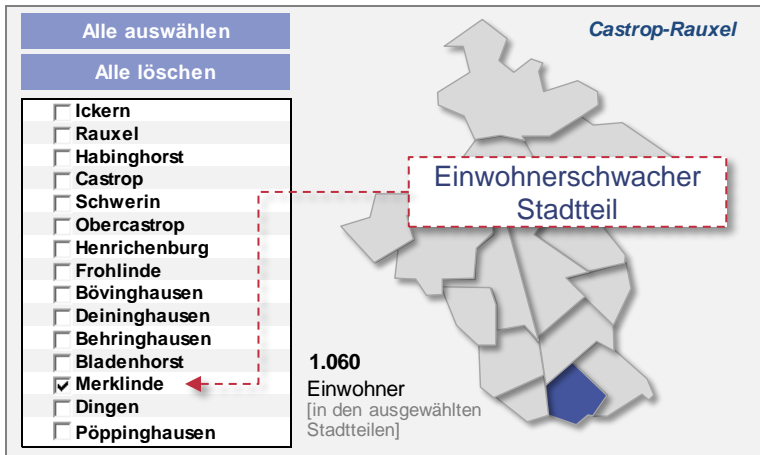 Alle auswählen
Alle löschen
Ickern
Rauxel
Habinghorst
Castrop
Schwerin
Obercastrop
Henrichenburg
Frohlinde
Bövinghausen
Deininghausen
Behringhausen
Bladenhorst
Merklinde
Dingen
Pöppinghausen
Castrop-Rauxel
Einwohnerschwacher
Stadtteil
1.060
Einwohner
[in den ausgewählten
Stadtteilen]